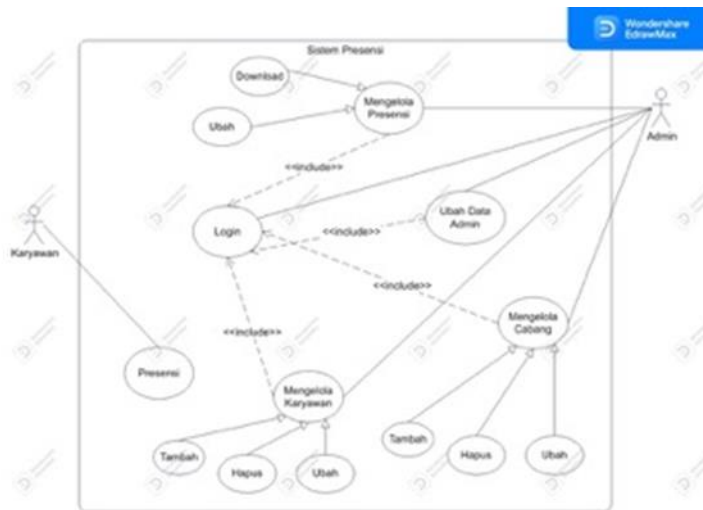 Wondershare
EdrawMax
Sistem Presensi
Download
Mengelola
Presensi
Ubah
Admin
<<include>>
Karyawan
Login
<<include>>
Ubah Data
Admin
<<include>>
Mengelola
Cabang
<<include>>
Presensi
Mengelola
Karyawan
Tambah
Hapus
Ubah
Tambah
Hapus
Ubah